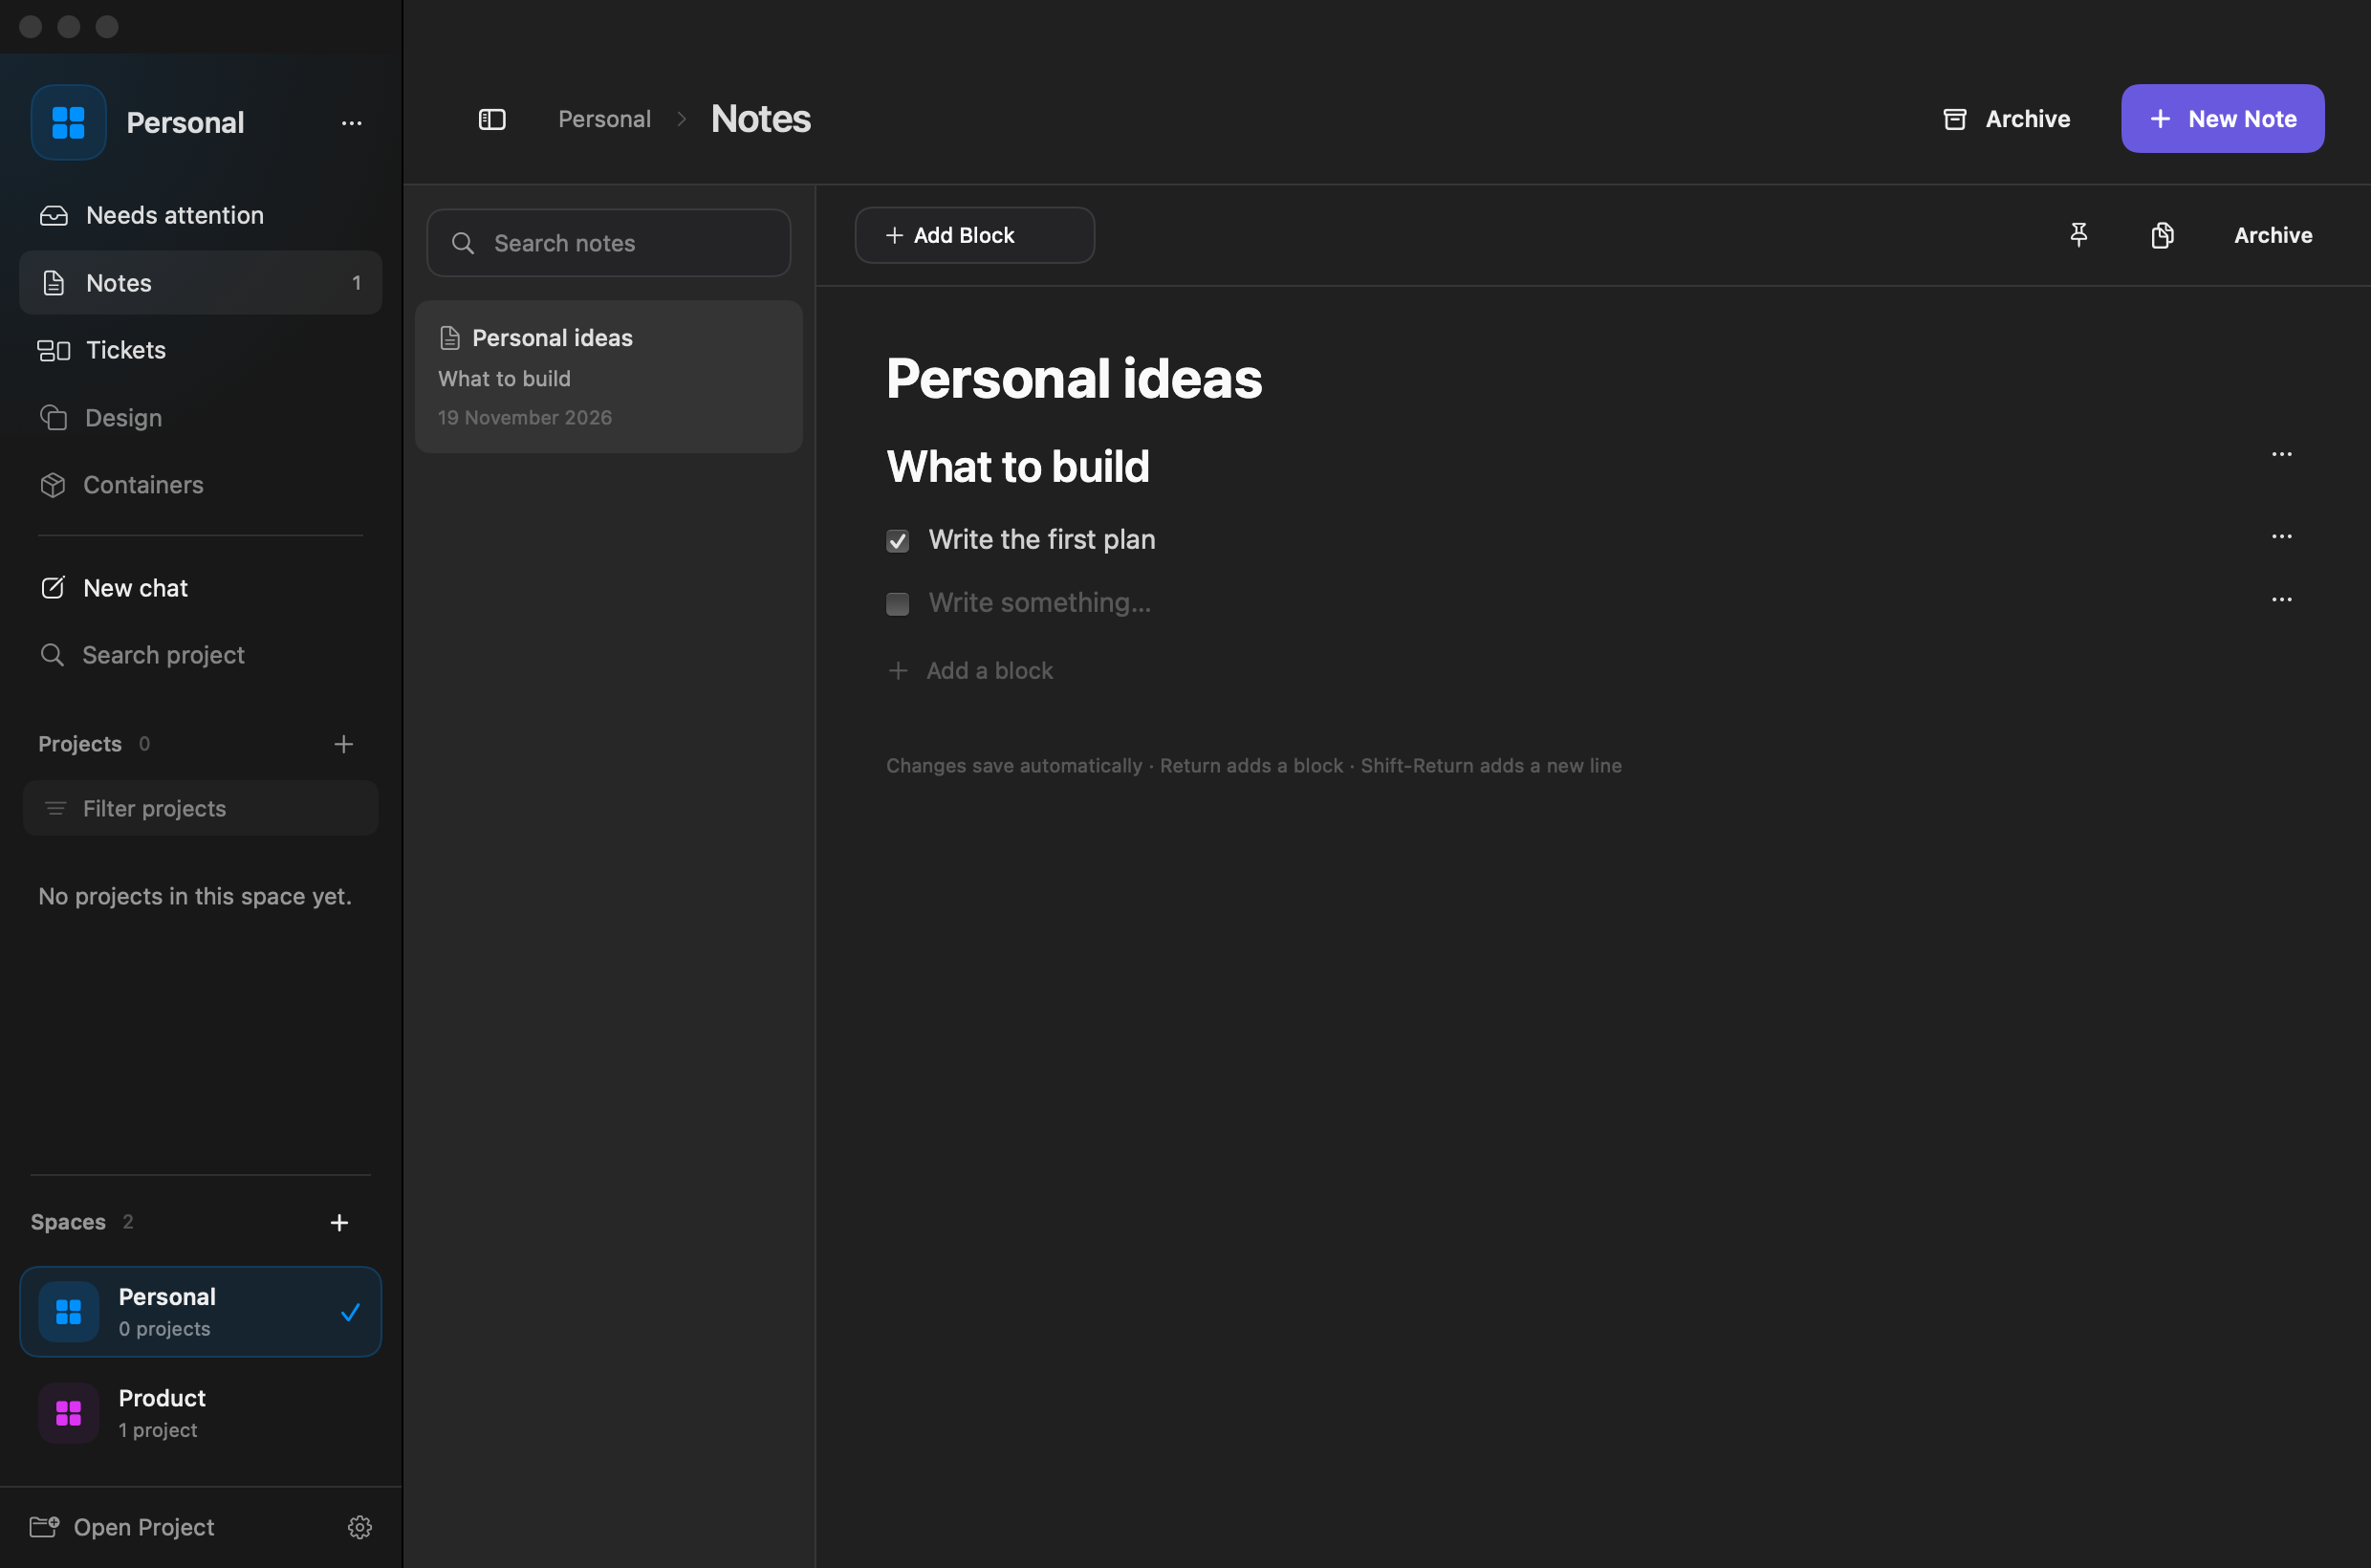 Personal
Needs attention
Notes 1
Tickets
Design
Containers
New chat
Search project
Projects 0
Filter projects
No projects in this space yet.
Spaces 2
Personal
0 projects
Product
1 project
Open Project
Personal > Notes
Archive
New Note
Search notes
Personal ideas
What to build
19 November 2026
Add Block
Archive
Personal ideas
What to build
Write the first plan
Write something...
Add a block
Changes save automatically · Return adds a block · Shift-Return adds a new line